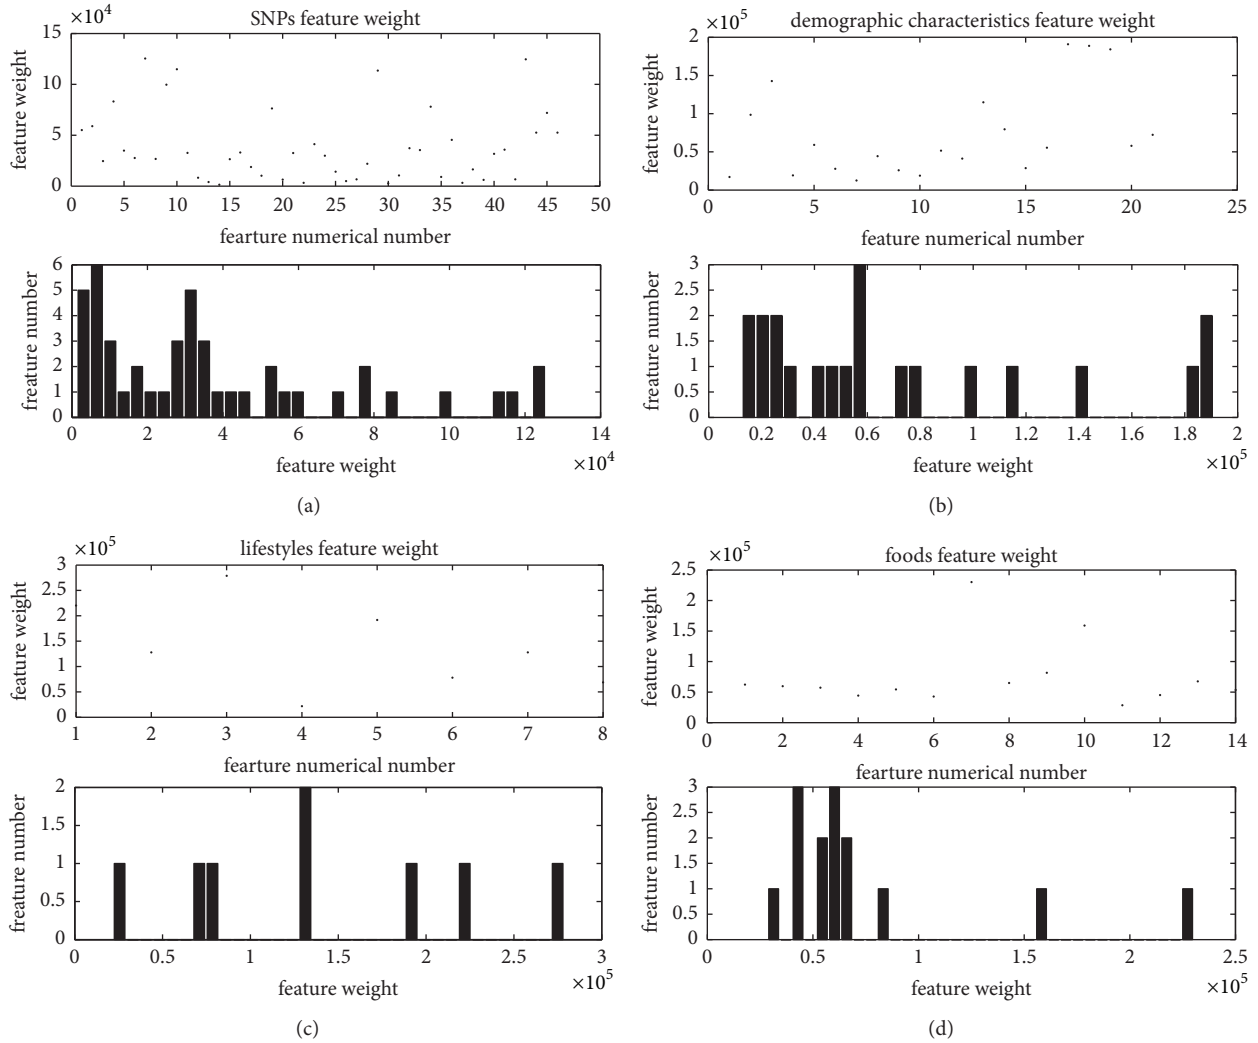 SNPs feature weight
×10^4
15
10
5
0
feature weight
0 5 10 15 20 25 30 35 40 45 50
fearture numerical number
6
5
4
3
2
1
0
freature number
0 2 4 6 8 10 12 14
feature weight
×10^4
(a)
demographic characteristics feature weight
×10^5
2
1.5
1
0.5
0
feature weight
0 5 10 15 20 25
feature numerical number
3
2.5
2
1.5
1
0.5
0
freature number
0 0.2 0.4 0.6 0.8 1 1.2 1.4 1.6 1.8 2
feature weight
×10^5
(b)
lifestyles feature weight
×10^5
3
2.5
2
1.5
1
0.5
0
feature weight
1 2 3 4 5 6 7 8
fearture numerical number
2
1.5
1
0.5
0
freature number
0 0.5 1 1.5 2 2.5 3
feature weight
×10^5
(c)
foods feature weight
×10^5
2.5
2
1.5
1
0.5
0
feature weight
0 2 4 6 8 10 12 14
fearture numerical number
3
2.5
2
1.5
1
0.5
0
freature number
0 0.5 1 1.5 2 2.5
feature weight
×10^5
(d)